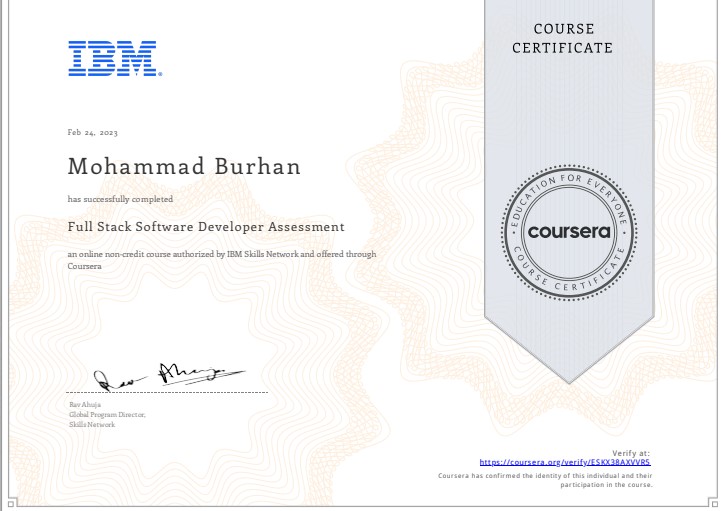 COURSE
CERTIFICATE
IBM®
Feb 24, 2023
Mohammad Burhan
has successfully completed
Full Stack Software Developer Assessment
an online non-credit course authorized by IBM Skills Network and offered through
Coursera
EDUCATION FOR EVERYONE
coursera
COURSE CERTIFICATE
Rav Ahuja
Global Program Director,
Skills Network
Verify at:
https://coursera.org/verify/ESKX38AXVVRS
Coursera has confirmed the identity of this individual and their
participation in the course.